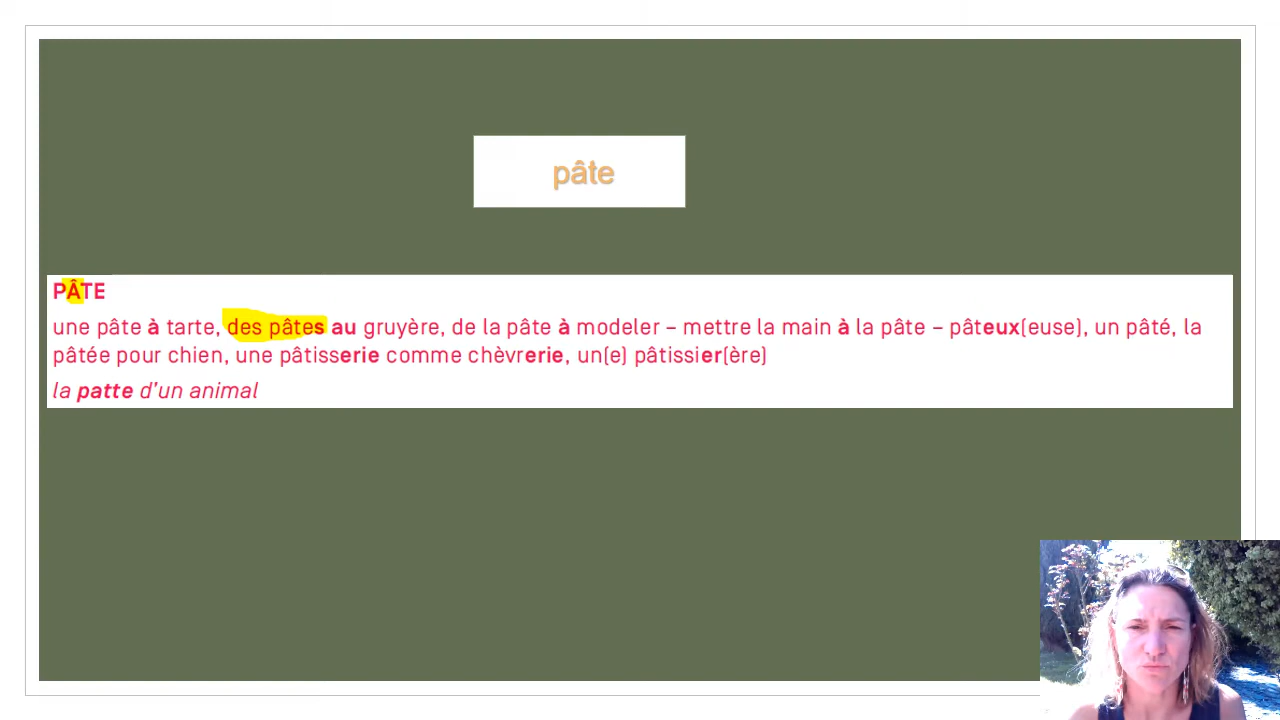 pâte
PÂTE
une pâte à tarte, des pâtes au gruyère, de la pâte à modeler – mettre la main à la pâte – pâteux(euse), un pâté, la
pâtée pour chien, une pâtisserie comme chèvrerie, un(e) pâtissier(ère)
la patte d'un animal